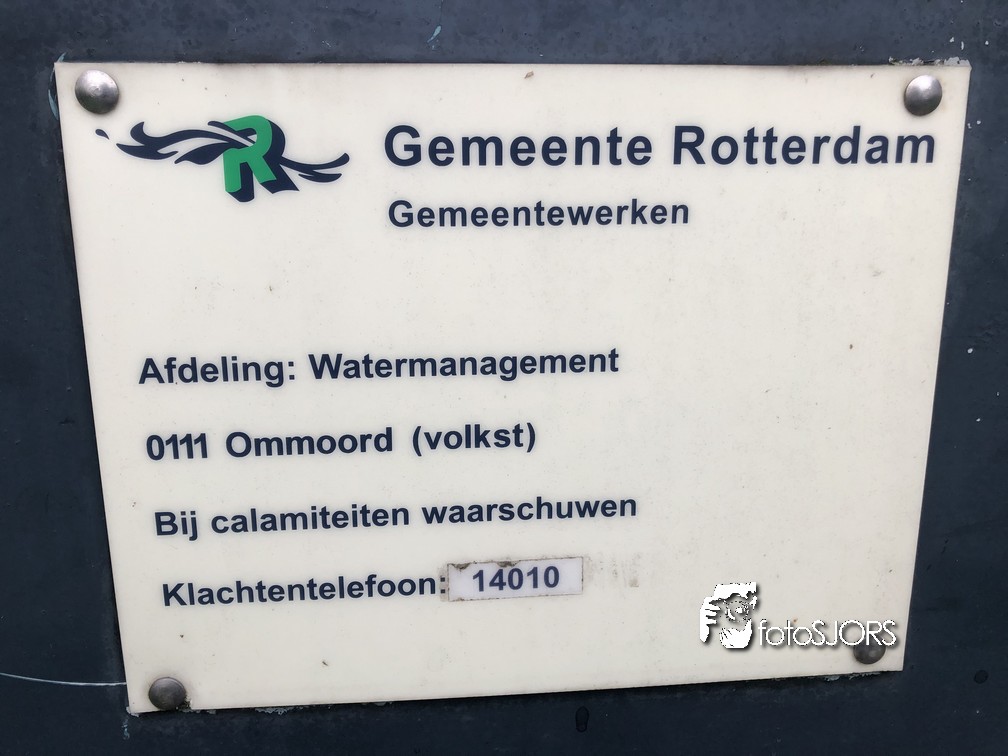 R
Gemeente Rotterdam
Gemeentewerken
Afdeling: Watermanagement
0111 Ommoord (volkst)
Bij calamiteiten waarschuwen
Klachtentelefoon: 14010
fotoSJORS